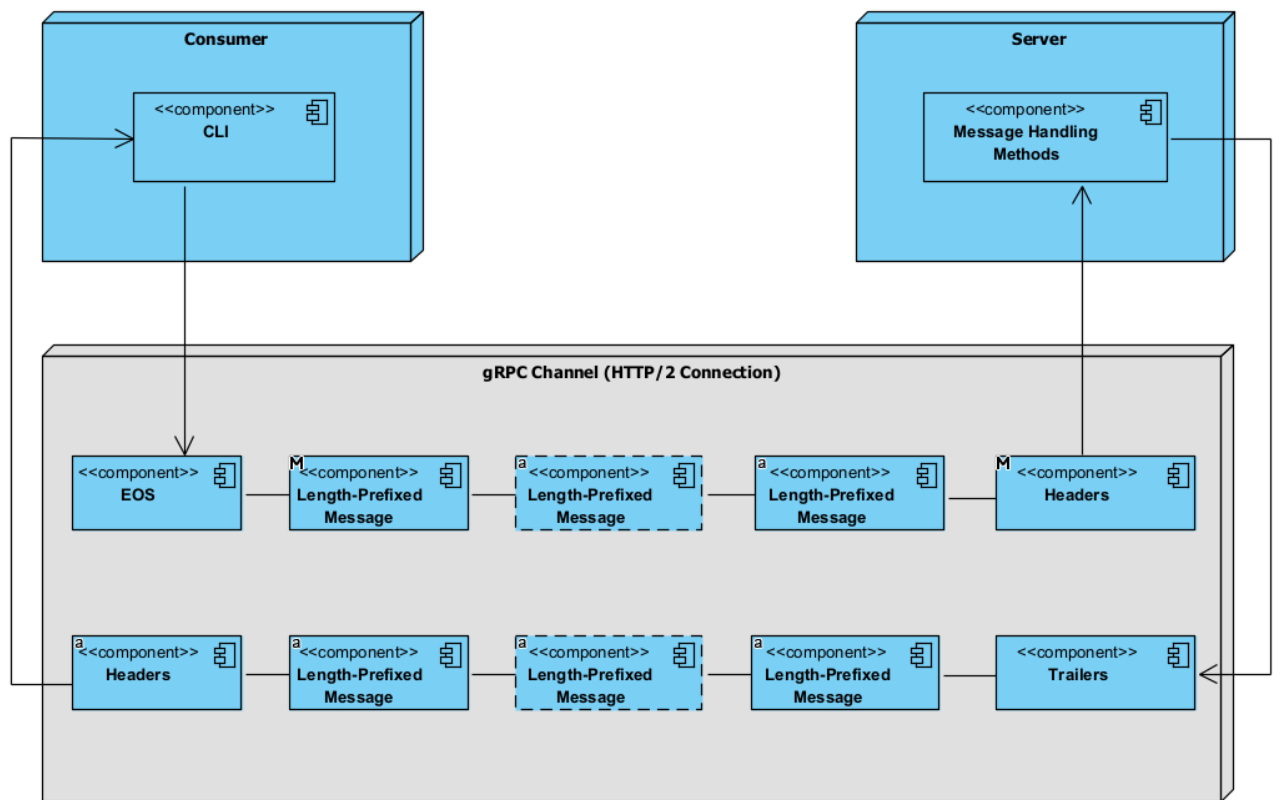 Consumer
<<component>>
CLI
Server
<<component>>
Message Handling
Methods
gRPC Channel (HTTP/2 Connection)
<<component>>
EOS
M
<<component>>
Length-Prefixed
Message
a
<<component>>
Length-Prefixed
Message
a
<<component>>
Length-Prefixed
Message
M
<<component>>
Headers
a
<<component>>
Headers
a
<<component>>
Length-Prefixed
Message
a
<<component>>
Length-Prefixed
Message
a
<<component>>
Length-Prefixed
Message
<<component>>
Trailers